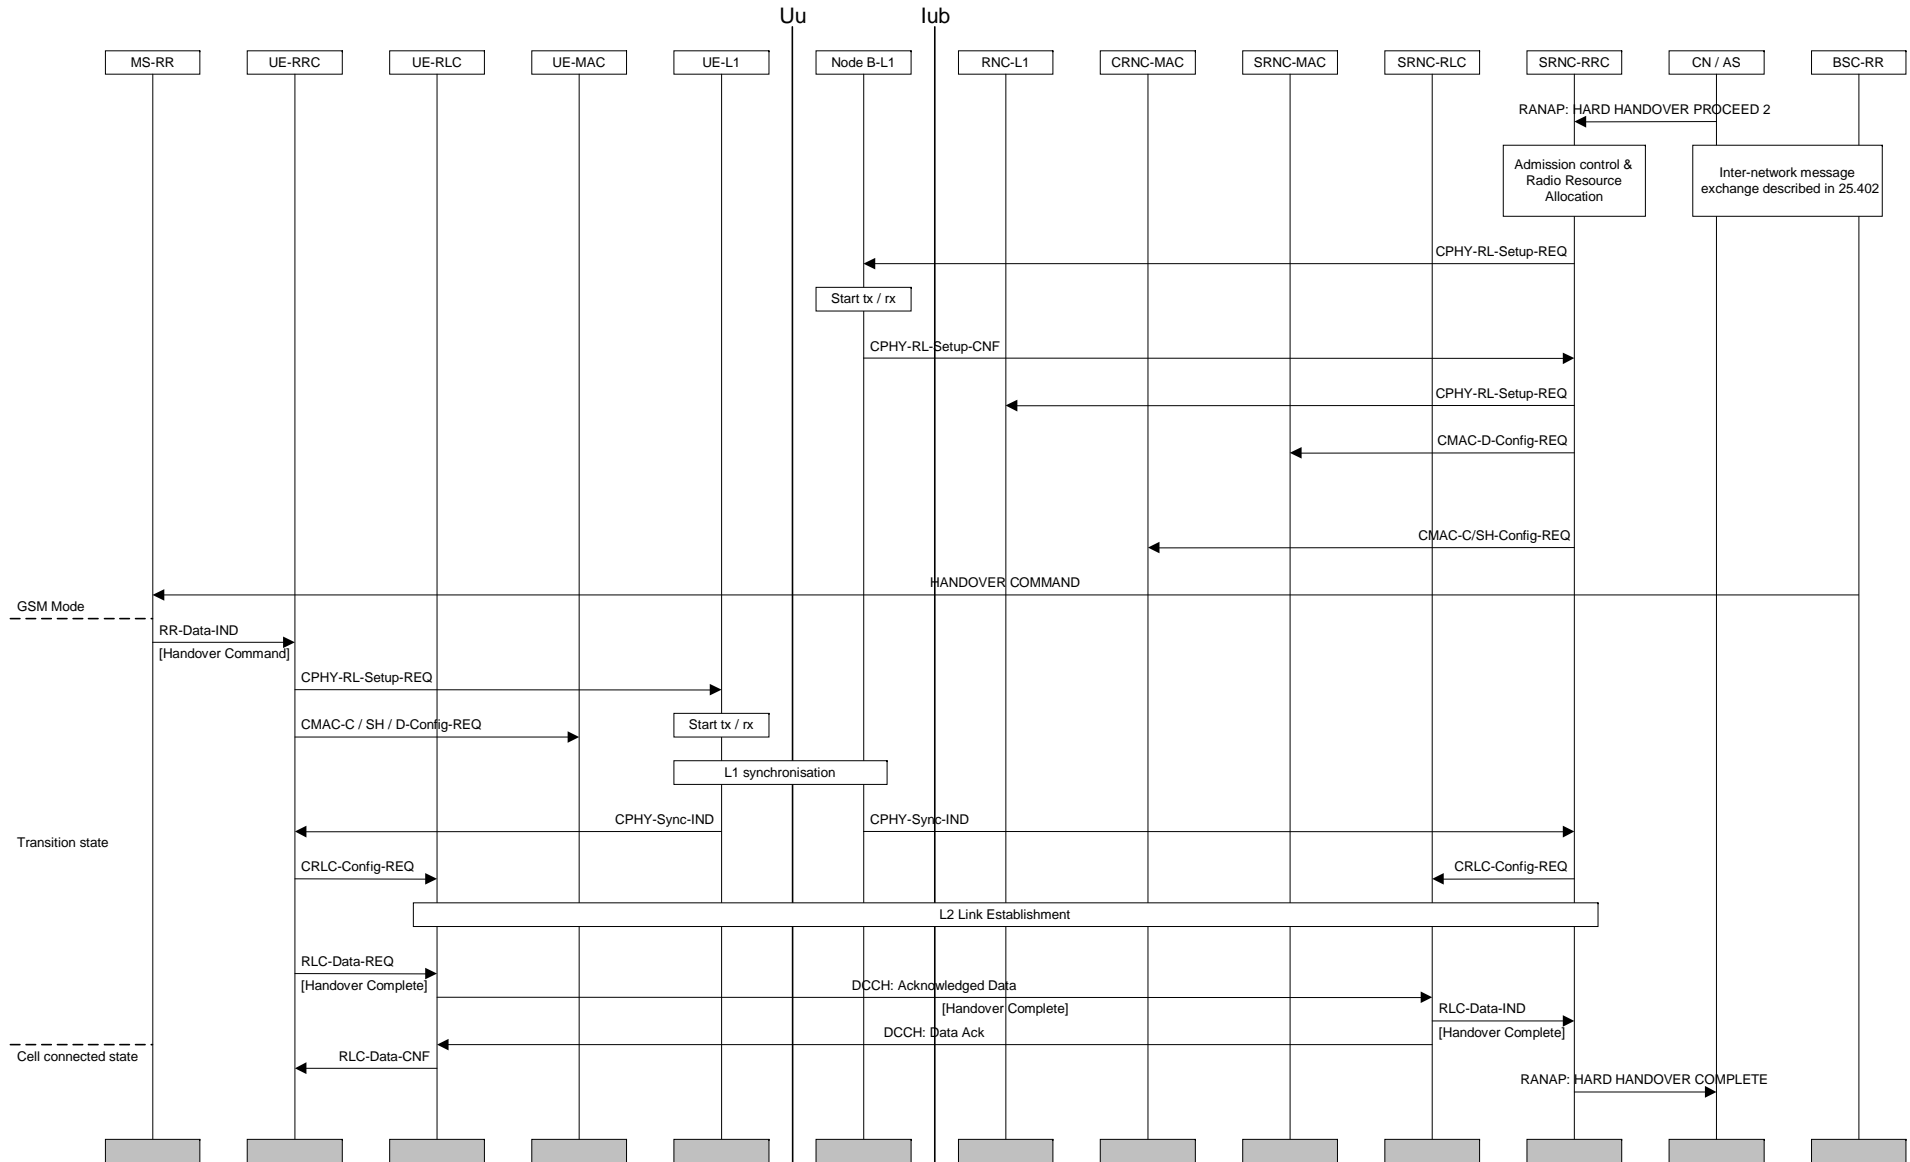 Uu
Iub
MS-RR
UE-RRC
UE-RLC
UE-MAC
UE-L1
Node B-L1
RNC-L1
CRNC-MAC
SRNC-MAC
SRNC-RLC
SRNC-RRC
CN / AS
BSC-RR
RANAP: HARD HANDOVER PROCEED 2
Admission control &
Radio Resource
Allocation
Inter-network message
exchange described in 25.402
CPHY-RL-Setup-REQ
Start tx / rx
CPHY-RL-Setup-CNF
CPHY-RL-Setup-REQ
CMAC-D-Config-REQ
CMAC-C/SH-Config-REQ
HANDOVER COMMAND
GSM Mode
RR-Data-IND
[Handover Command]
CPHY-RL-Setup-REQ
CMAC-C / SH / D-Config-REQ
Start tx / rx
L1 synchronisation
CPHY-Sync-IND
CPHY-Sync-IND
Transition state
CRLC-Config-REQ
CRLC-Config-REQ
L2 Link Establishment
RLC-Data-REQ
[Handover Complete]
DCCH: Acknowledged Data
[Handover Complete]
RLC-Data-IND
[Handover Complete]
DCCH: Data Ack
Cell connected state
RLC-Data-CNF
RANAP: HARD HANDOVER COMPLETE